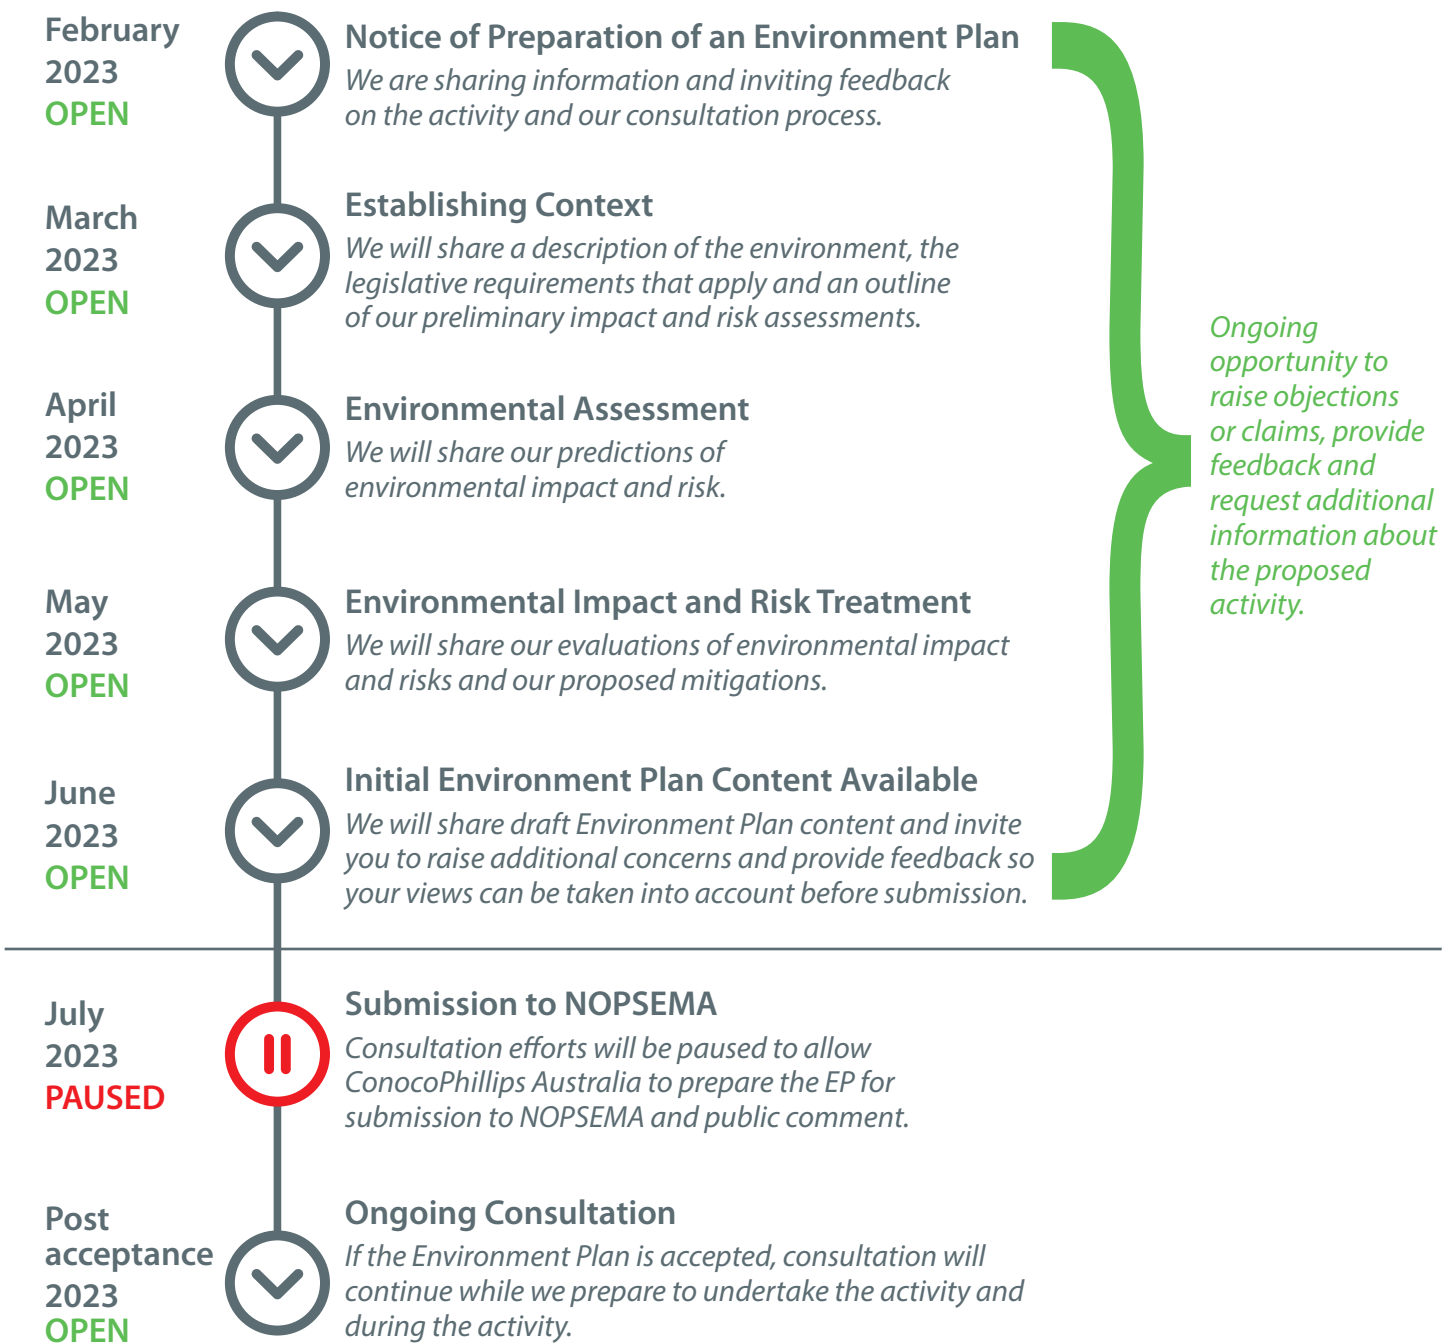 February
2023
OPEN
Notice of Preparation of an Environment Plan
We are sharing information and inviting feedback
on the activity and our consultation process.
March
2023
OPEN
Establishing Context
We will share a description of the environment, the
legislative requirements that apply and an outline
of our preliminary impact and risk assessments.
April
2023
OPEN
Environmental Assessment
We will share our predictions of
environmental impact and risk.
May
2023
OPEN
Environmental Impact and Risk Treatment
We will share our evaluations of environmental impact
and risks and our proposed mitigations.
June
2023
OPEN
Initial Environment Plan Content Available
We will share draft Environment Plan content and invite
you to raise additional concerns and provide feedback so
your views can be taken into account before submission.
Ongoing
opportunity to
raise objections
or claims, provide
feedback and
request additional
information about
the proposed
activity.
July
2023
PAUSED
Submission to NOPSEMA
Consultation efforts will be paused to allow
ConocoPhillips Australia to prepare the EP for
submission to NOPSEMA and public comment.
Post
acceptance
2023
OPEN
Ongoing Consultation
If the Environment Plan is accepted, consultation will
continue while we prepare to undertake the activity and
during the activity.